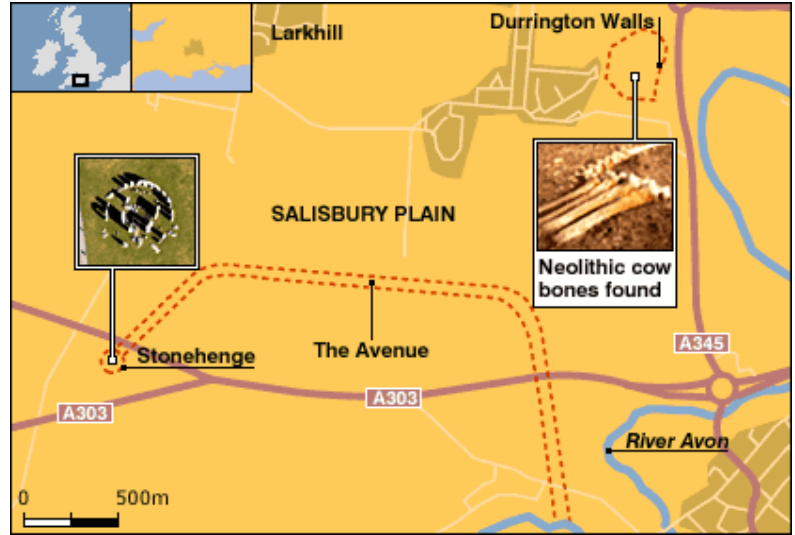 Durrington Walls
Larkhill
SALISBURY PLAIN
Neolithic cow
bones found
Stonehenge
The Avenue
A345
A303
A303
River Avon
0 500m